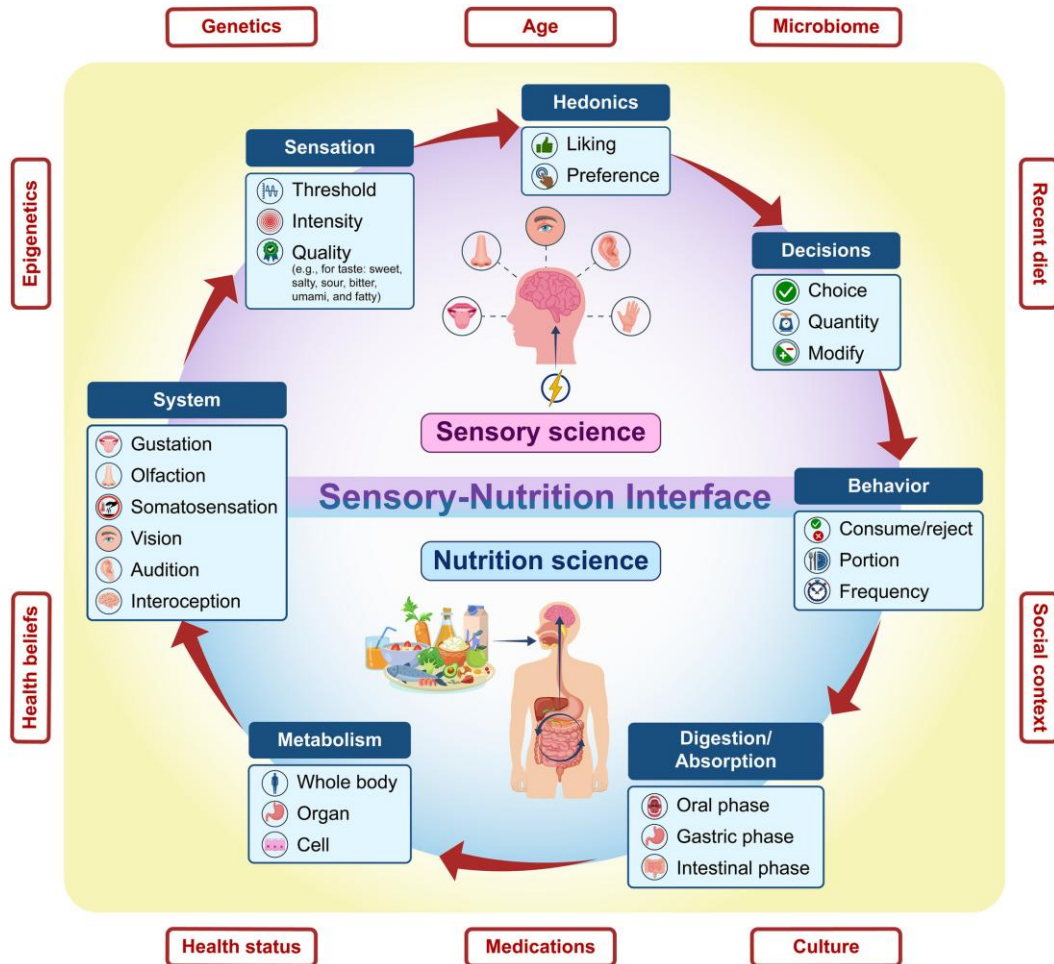 Genetics
Age
Microbiome
Epigenetics
Recent diet
Health beliefs
Social context
Hedonics
Liking
Preference
Sensation
Threshold
Intensity
Quality
(e.g., for taste: sweet,
salty, sour, bitter,
umami, and fatty)
Decisions
Choice
Quantity
Modify
System
Gustation
Olfaction
Somatosensation
Vision
Audition
Interoception
Sensory science
Sensory-Nutrition Interface
Nutrition science
Behavior
Consume/reject
Portion
Frequency
Metabolism
Whole body
Organ
Cell
Digestion/
Absorption
Oral phase
Gastric phase
Intestinal phase
Health status
Medications
Culture